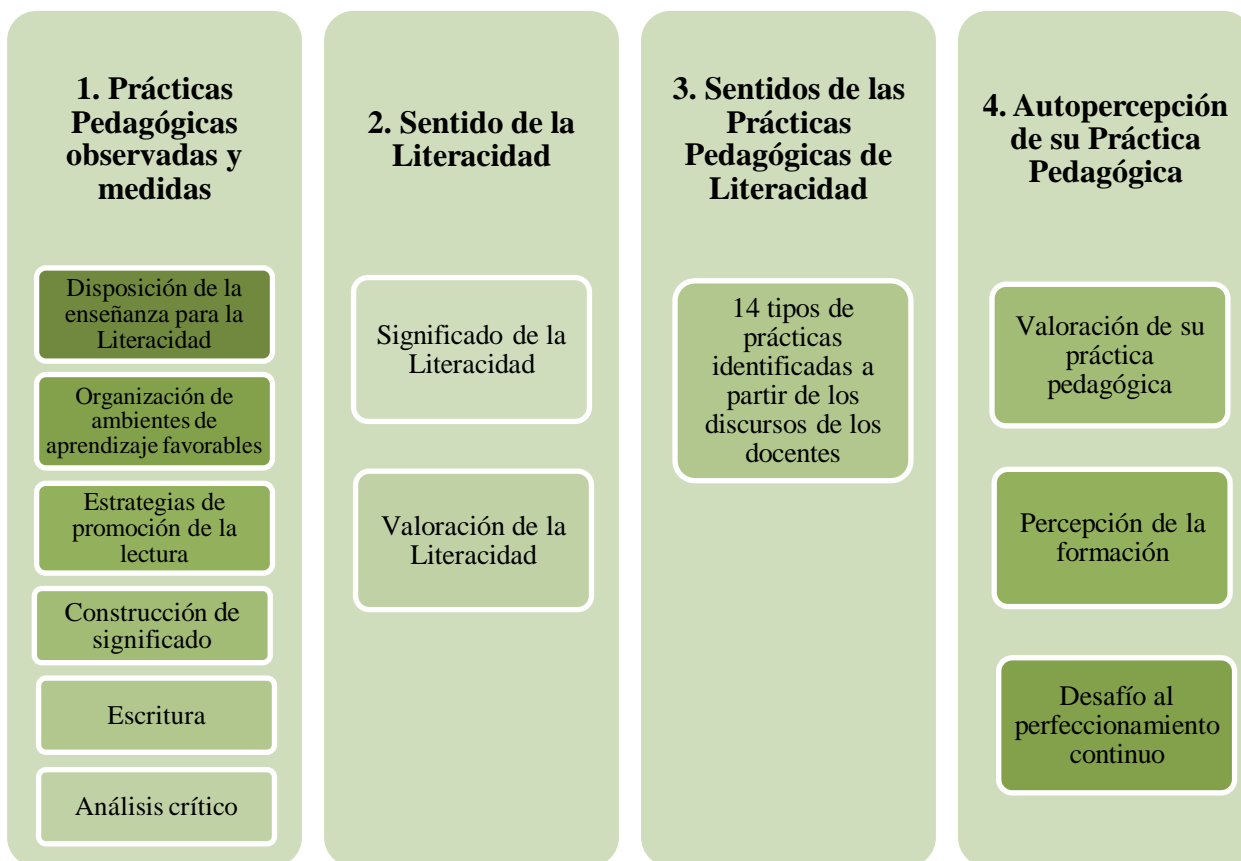 1. Prácticas
Pedagógicas
observadas y
medidas
Disposición de la
enseñanza para la
Literacidad
Organización de
ambientes de
aprendizaje favorables
Estrategias de
promoción de la
lectura
Construcción de
significado
Escritura
Análisis crítico
2. Sentido de la
Literacidad
Significado de la
Literacidad
Valoración de la
Literacidad
3. Sentidos de las
Prácticas
Pedagógicas de
Literacidad
14 tipos de
prácticas
identificadas a
partir de los
discursos de los
docentes
4. Autopercepción
de su Práctica
Pedagógica
Valoración de su
práctica
pedagógica
Percepción de la
formación
Desafío al
perfeccionamiento
continuo